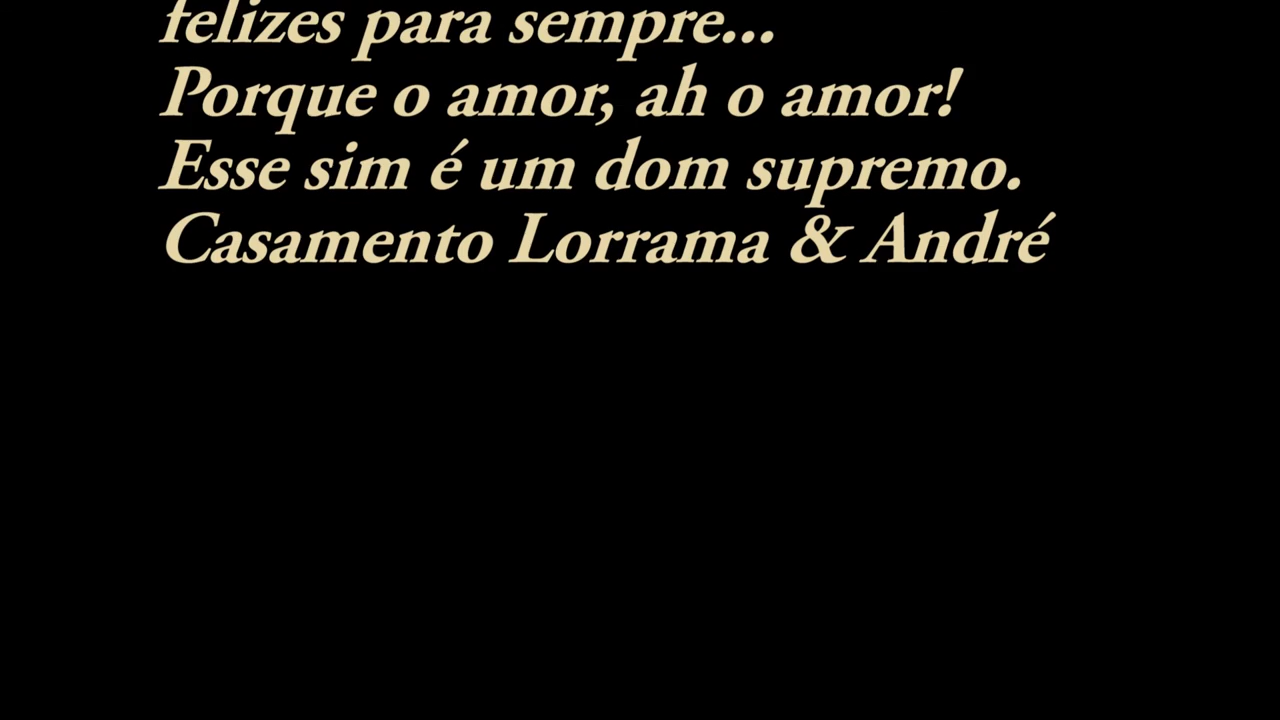 felizes para sempre...
Porque o amor, ah o amor!
Esse sim é um dom supremo.
Casamento Lorrama & André